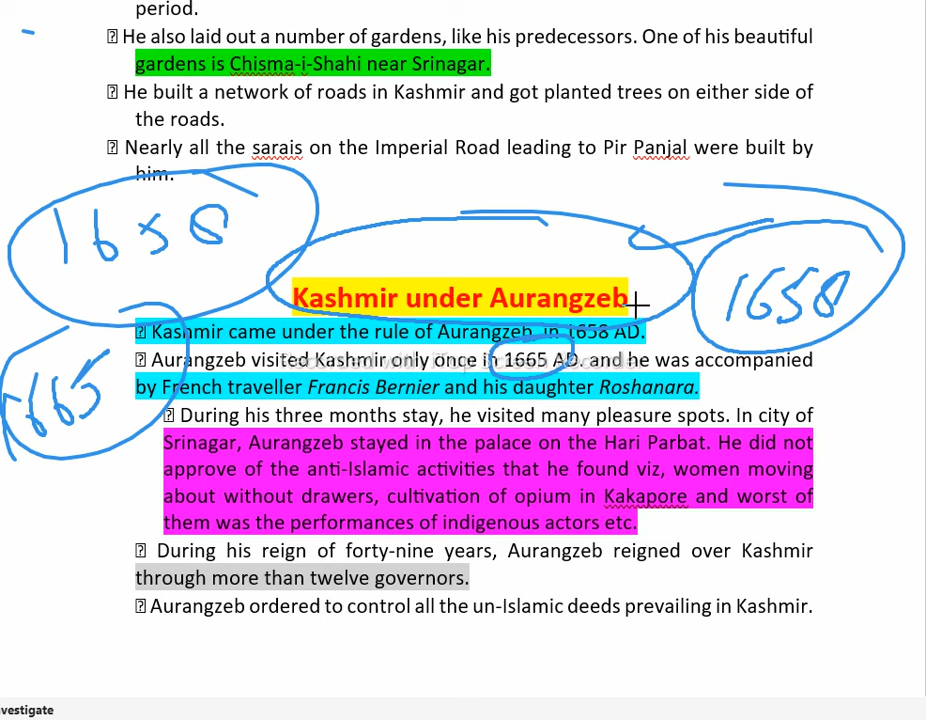 period.
He also laid out a number of gardens, like his predecessors. One of his beautiful
gardens is Chisma-i-Shahi near Srinagar.
He built a network of roads in Kashmir and got planted trees on either side of
the roads.
Nearly all the sarais on the Imperial Road leading to Pir Panjal were built by
him.
1658
1658
Kashmir under Aurangzeb
Kashmir came under the rule of Aurangzeb in 1658 AD.
Aurangzeb visited Kashmir only once in 1665 AD and he was accompanied
by French traveller Francis Bernier and his daughter Roshanara.
1665
During his three months stay, he visited many pleasure spots. In city of
Srinagar, Aurangzeb stayed in the palace on the Hari Parbat. He did not
approve of the anti-Islamic activities that he found viz, women moving
about without drawers, cultivation of opium in Kakapore and worst of
them was the performances of indigenous actors etc.
During his reign of forty-nine years, Aurangzeb reigned over Kashmir
through more than twelve governors.
Aurangzeb ordered to control all the un-Islamic deeds prevailing in Kashmir.
vestigate